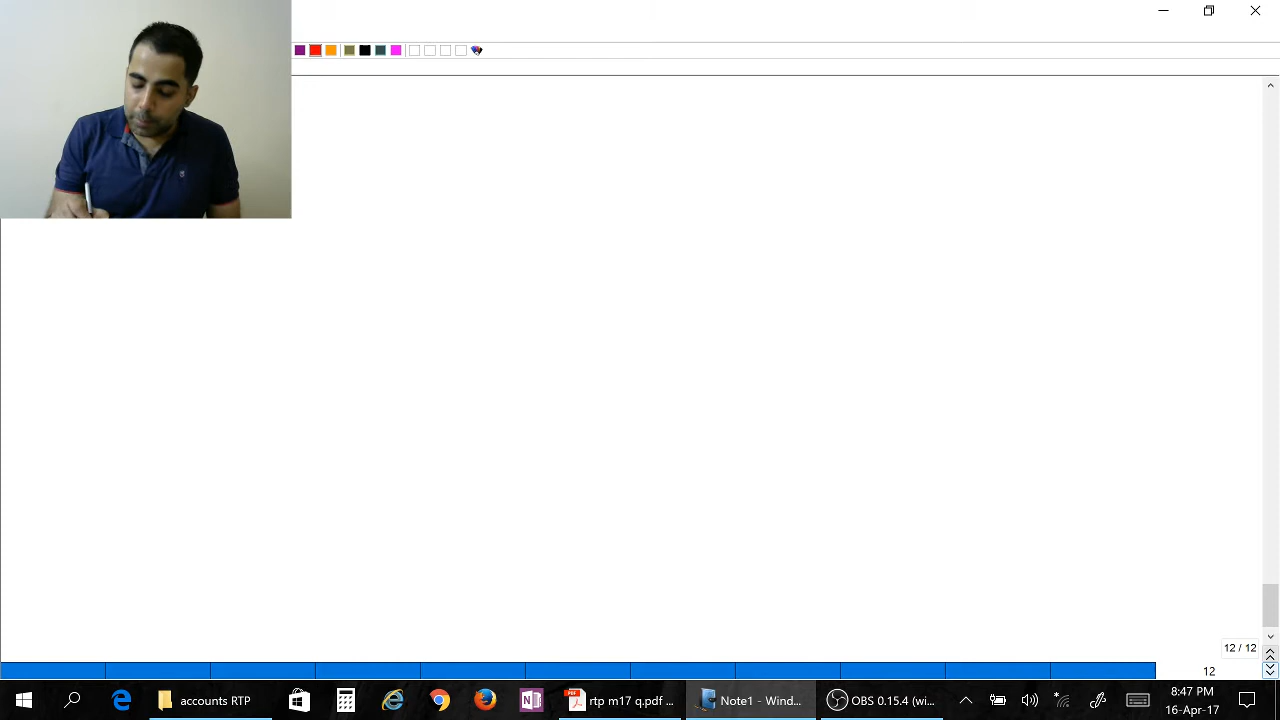 12 / 12
12
accounts RTP
rtp m17 q.pdf ...
Note1 - Wind...
OBS 0.15.4 (wi...
8:47 PM
16-Apr-17